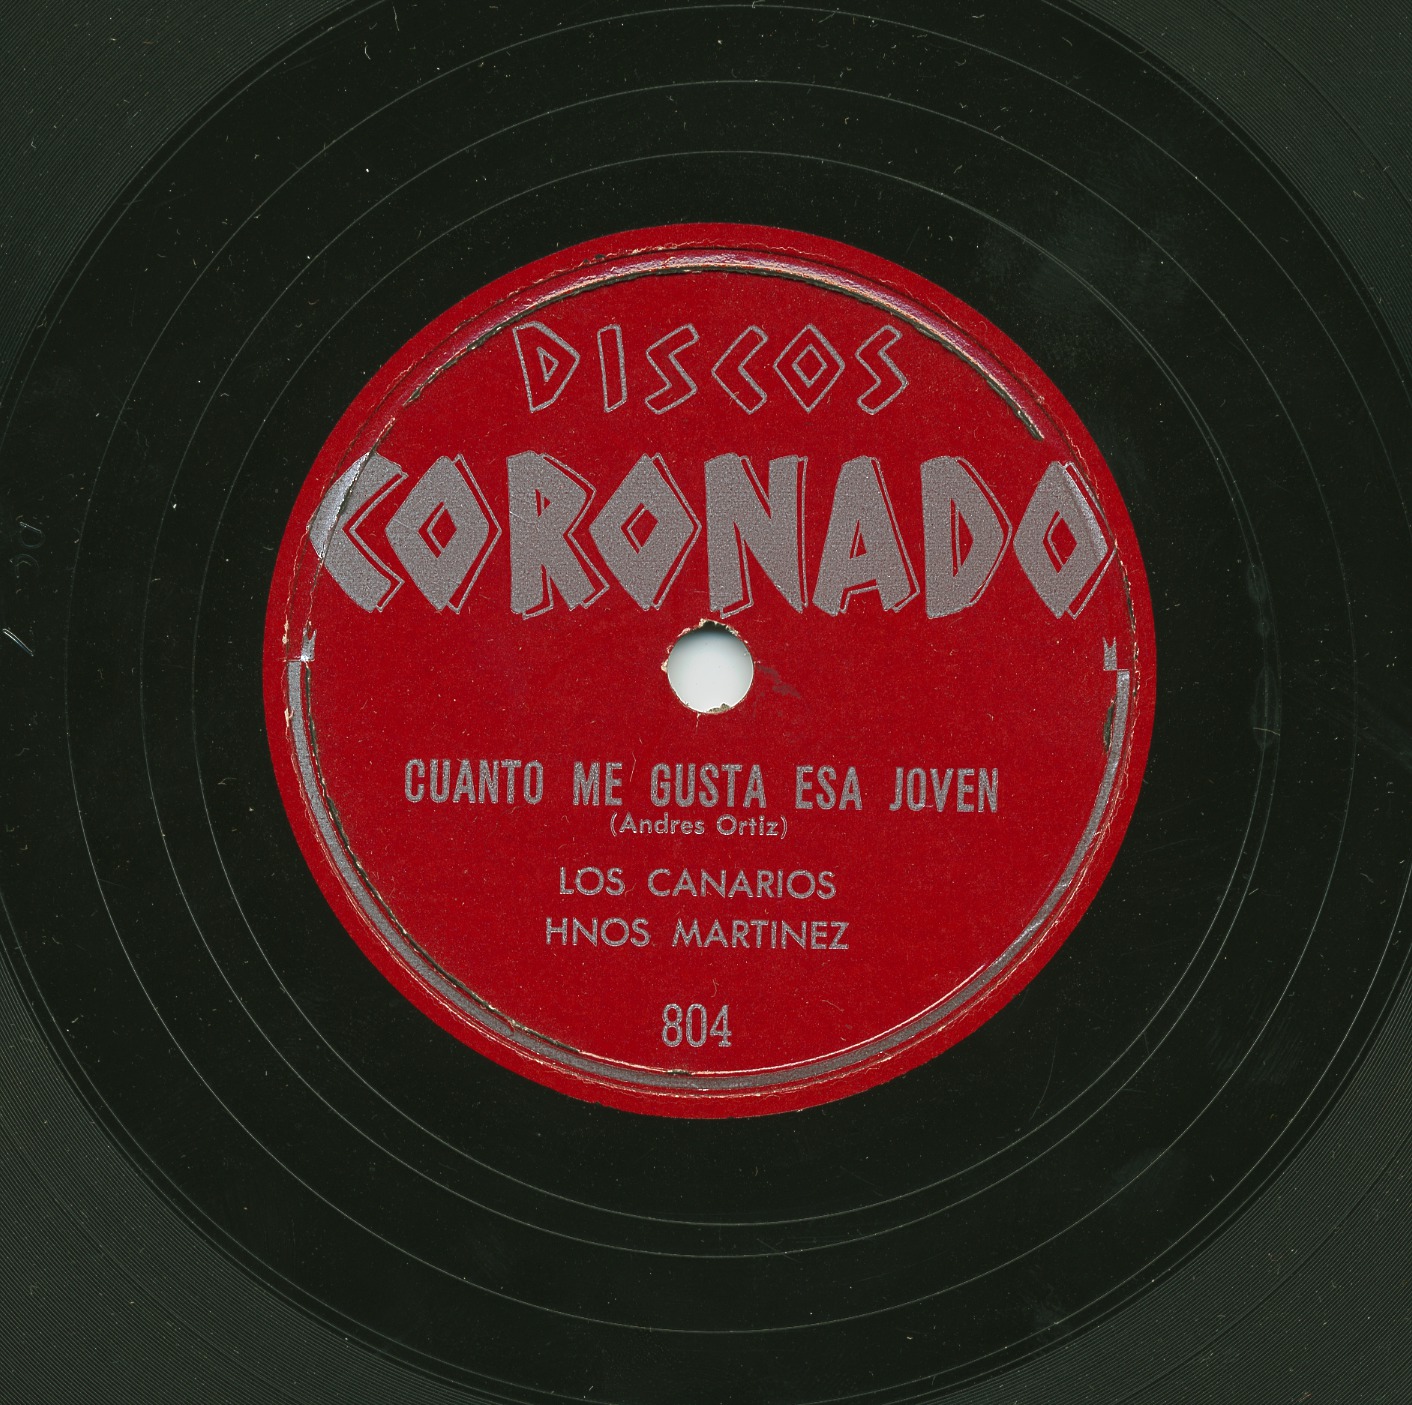 DISCOS
CORONADO
CUANTO ME GUSTA ESA JOVEN
(Andres Ortiz)
LOS CANARIOS
HNOS MARTINEZ
804